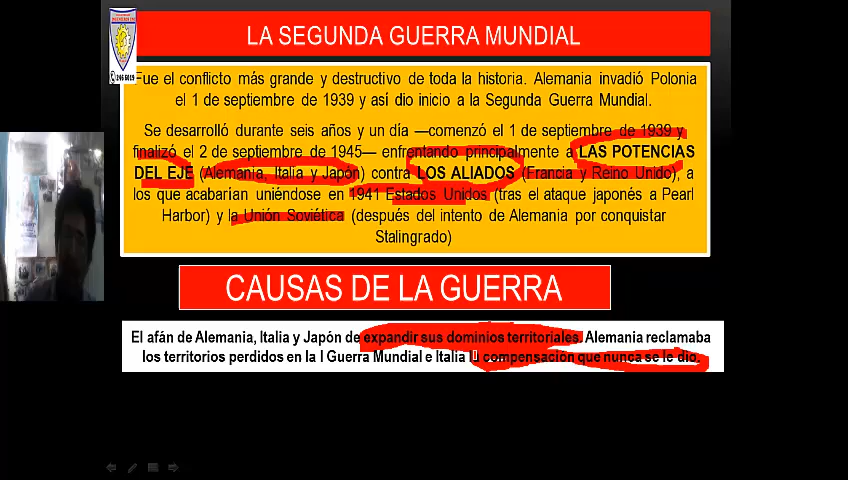 LA SEGUNDA GUERRA MUNDIAL
246 6019
Fue el conflicto más grande y destructivo de toda la historia. Alemania invadió Polonia
el 1 de septiembre de 1939 y así dio inicio a la Segunda Guerra Mundial.
Se desarrolló durante seis años y un día —comenzó el 1 de septiembre de 1939 y
finalizó el 2 de septiembre de 1945— enfrentando principalmente a LAS POTENCIAS
DEL EJE (Alemania, Italia y Japón) contra LOS ALIADOS (Francia y Reino Unido), a
los que acabarían uniéndose en 1941 Estados Unidos (tras el ataque japonés a Pearl
Harbor) y la Unión Soviética (después del intento de Alemania por conquistar
Stalingrado)
CAUSAS DE LA GUERRA
El afán de Alemania, Italia y Japón de expandir sus dominios territoriales. Alemania reclamaba
los territorios perdidos en la I Guerra Mundial e Italia compensación que nunca se le dio.